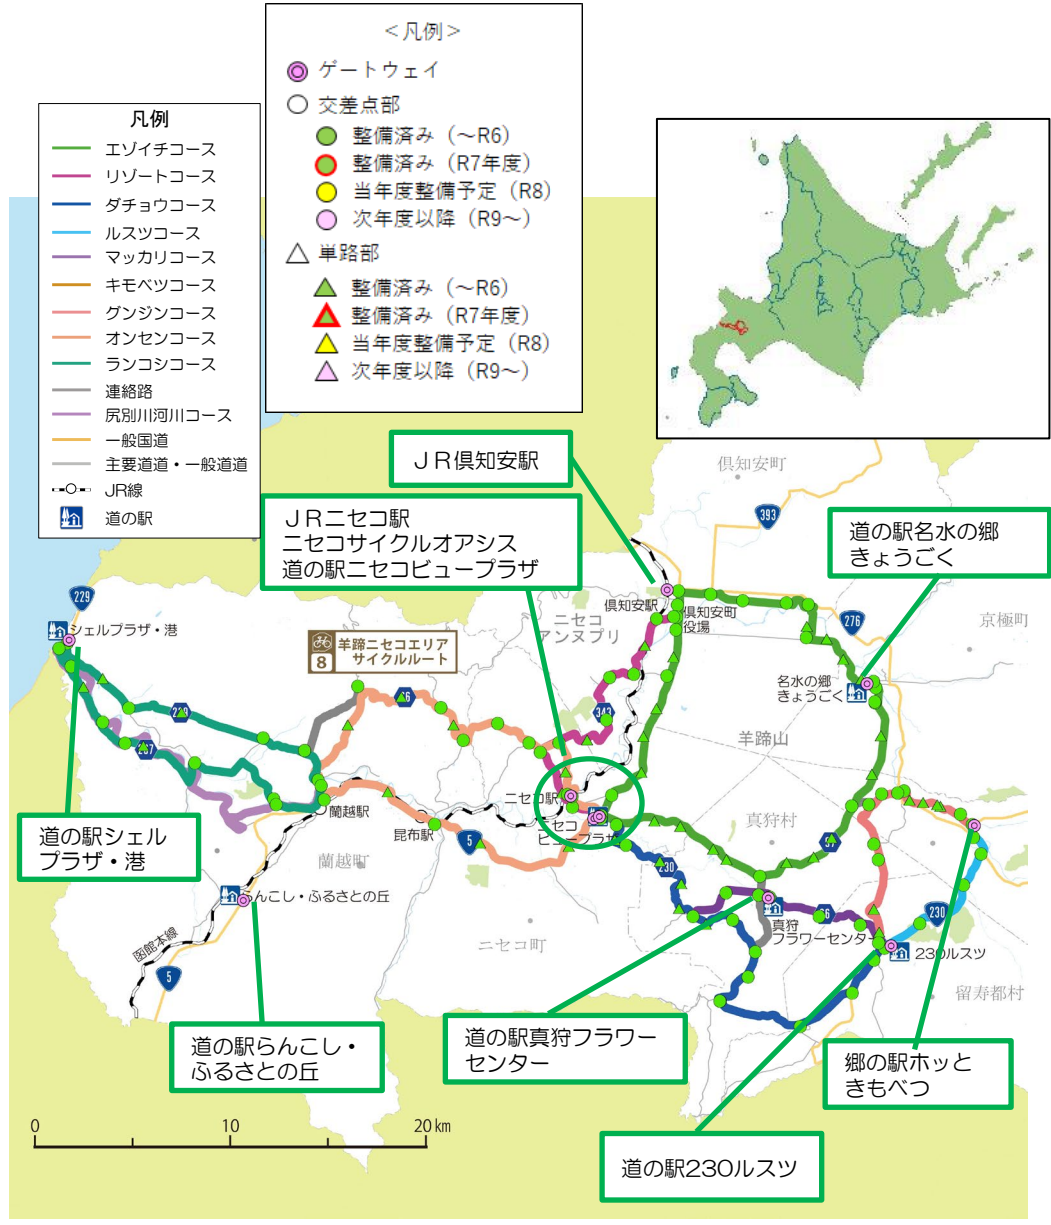 <凡例>
ゲートウェイ
交差点部
整備済み（～R6）
整備済み（R7年度）
当年度整備予定（R8）
次年度以降（R9～）
単路部
整備済み（～R6）
整備済み（R7年度）
当年度整備予定（R8）
次年度以降（R9～）
凡例
エゾイチコース
リゾートコース
ダチョウコース
ルスツコース
マッカリコース
キモベツコース
グンジンコース
オンセンコース
ランコシコース
連絡路
尻別川河川コース
一般国道
主要道道・一般道道
JR線
道の駅
ＪＲ倶知安駅
倶知安町
393
ＪＲニセコ駅
ニセコサイクルオアシス
道の駅ニセコビュープラザ
道の駅名水の郷
きょうごく
229
シェルプラザ・港
羊蹄ニセコエリア
サイクルルート
8
ニセコ
アンヌプリ
倶知安駅
倶知安町
役場
276
京極町
名水の郷
きょうごく
66
229
267
343
羊蹄山
ニセコ駅
ニセコ
ビュープラザ
真狩村
97
蘭越駅
昆布駅
5
蘭越町
道の駅シェル
プラザ・港
らんこし・ふるさとの丘
函館本線
5
230
66
230
真狩
フラワーセンター
230ルスツ
ニセコ町
留寿都村
道の駅らんこし・
ふるさとの丘
道の駅真狩フラワー
センター
郷の駅ホッと
きもべつ
道の駅230ルスツ
0
10
20 km